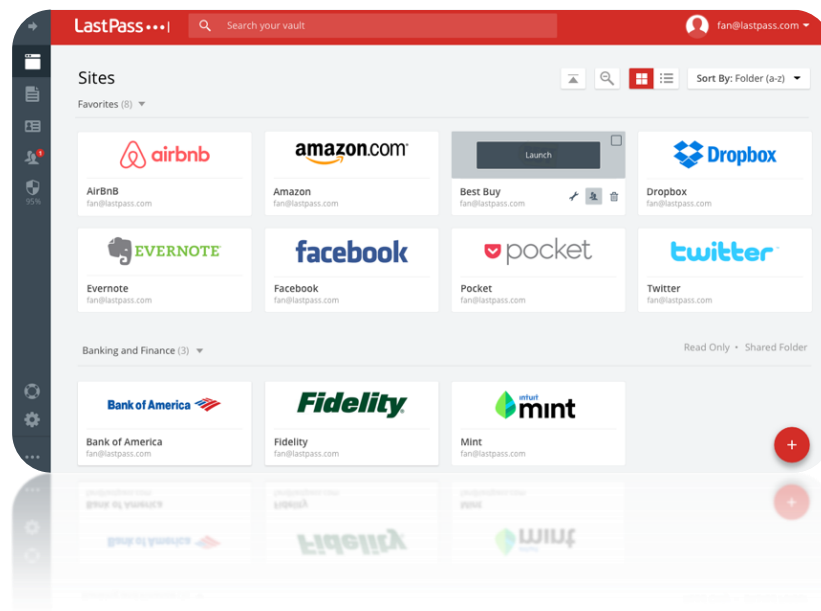 LastPass •••|
Search your vault
fan@lastpass.com
Sites
Sort By: Folder (a-z)
Favorites (8)
1
95%
airbnb
AirBnB
fan@lastpass.com
amazon.com
Amazon
fan@lastpass.com
Launch
Best Buy
fan@lastpass.com
Dropbox
Dropbox
fan@lastpass.com
EVERNOTE
Evernote
fan@lastpass.com
facebook
Facebook
fan@lastpass.com
pocket
Pocket
fan@lastpass.com
twitter
Twitter
fan@lastpass.com
Banking and Finance (3)
Read Only • Shared Folder
Bank of America
Bank of America
fan@lastpass.com
Fidelity
Fidelity
fan@lastpass.com
intuit
mint
Mint
fan@lastpass.com
+